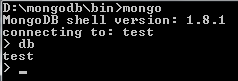 D:\mongodb\bin>mongo
MongoDB shell version: 1.8.1
connecting to: test
> db
test
> _